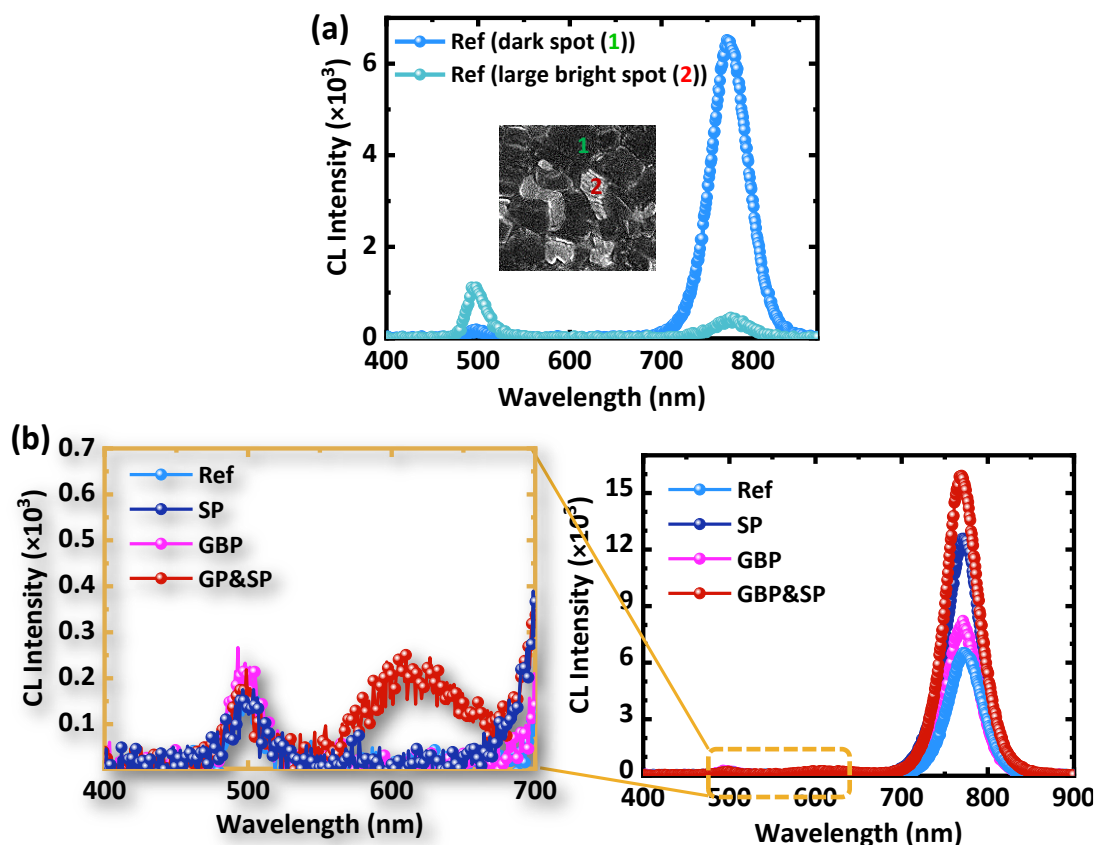 (a)
Ref (dark spot (1))
Ref (large bright spot (2))
CL Intensity (×10³)
6
4
2
0
1
2
400 500 600 700 800
Wavelength (nm)
(b)
CL Intensity (×10³)
0.7
0.6
0.5
0.4
0.3
0.2
0.1
Ref
SP
GBP
GP&SP
400 500 600 700
Wavelength (nm)
CL Intensity (×10³)
15
12
9
6
3
0
Ref
SP
GBP
GBP&SP
400 500 600 700 800 900
Wavelength (nm)